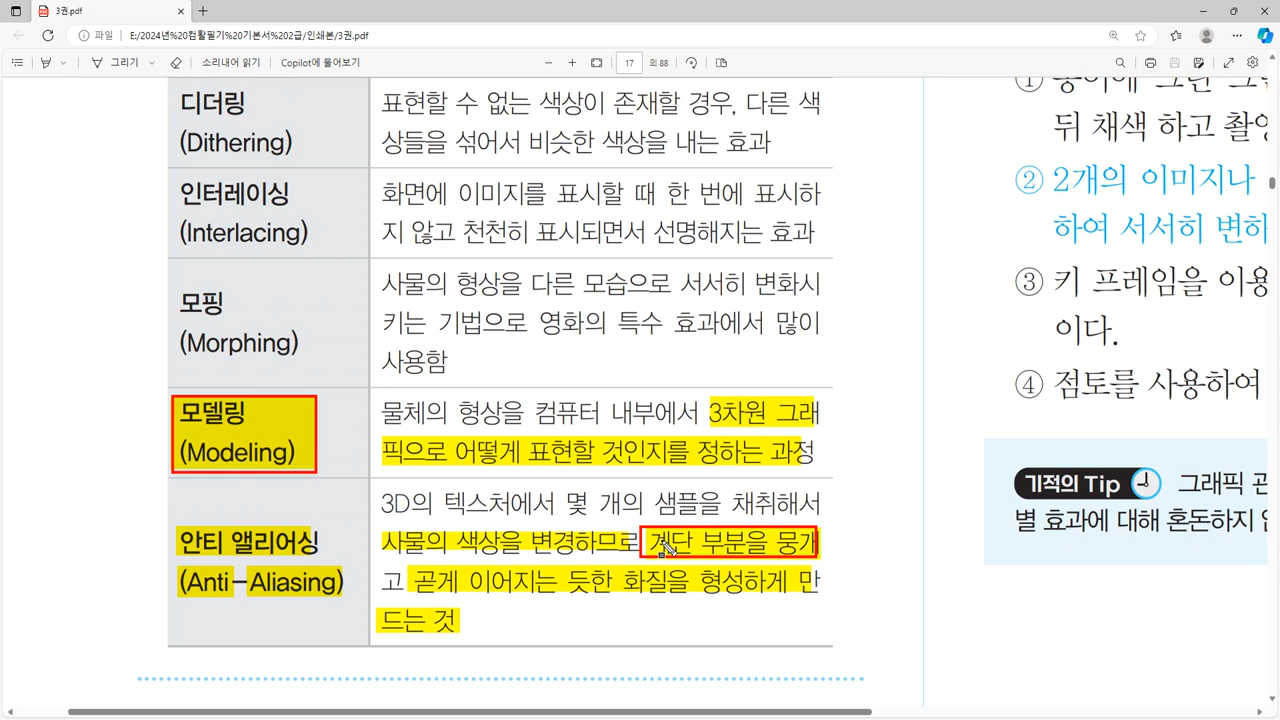 3권.pdf
파일 E:/2024년%20컴활필기%20기본서%202급/인쇄본/3권.pdf
그리기 소리내어 읽기 Copilot에 물어보기 17 의 88
디더링
(Dithering)
표현할 수 없는 색상이 존재할 경우, 다른 색
상들을 섞어서 비슷한 색상을 내는 효과
인터레이싱
(Interlacing)
화면에 이미지를 표시할 때 한 번에 표시하
지 않고 천천히 표시되면서 선명해지는 효과
모핑
(Morphing)
사물의 형상을 다른 모습으로 서서히 변화시
키는 기법으로 영화의 특수 효과에서 많이
사용함
모델링
(Modeling)
물체의 형상을 컴퓨터 내부에서 3차원 그래
픽으로 어떻게 표현할 것인지를 정하는 과정
안티 앨리어싱
(Anti-Aliasing)
3D의 텍스처에서 몇 개의 샘플을 채취해서
사물의 색상을 변경하므로 계단 부분을 뭉개
고 곧게 이어지는 듯한 화질을 형성하게 만
드는 것
뒤 채색 하고 촬영
② 2개의 이미지나
하여 서서히 변하
③ 키 프레임을 이용
이다.
④ 점토를 사용하여
기적의 Tip 그래픽 관
별 효과에 대해 혼돈하지